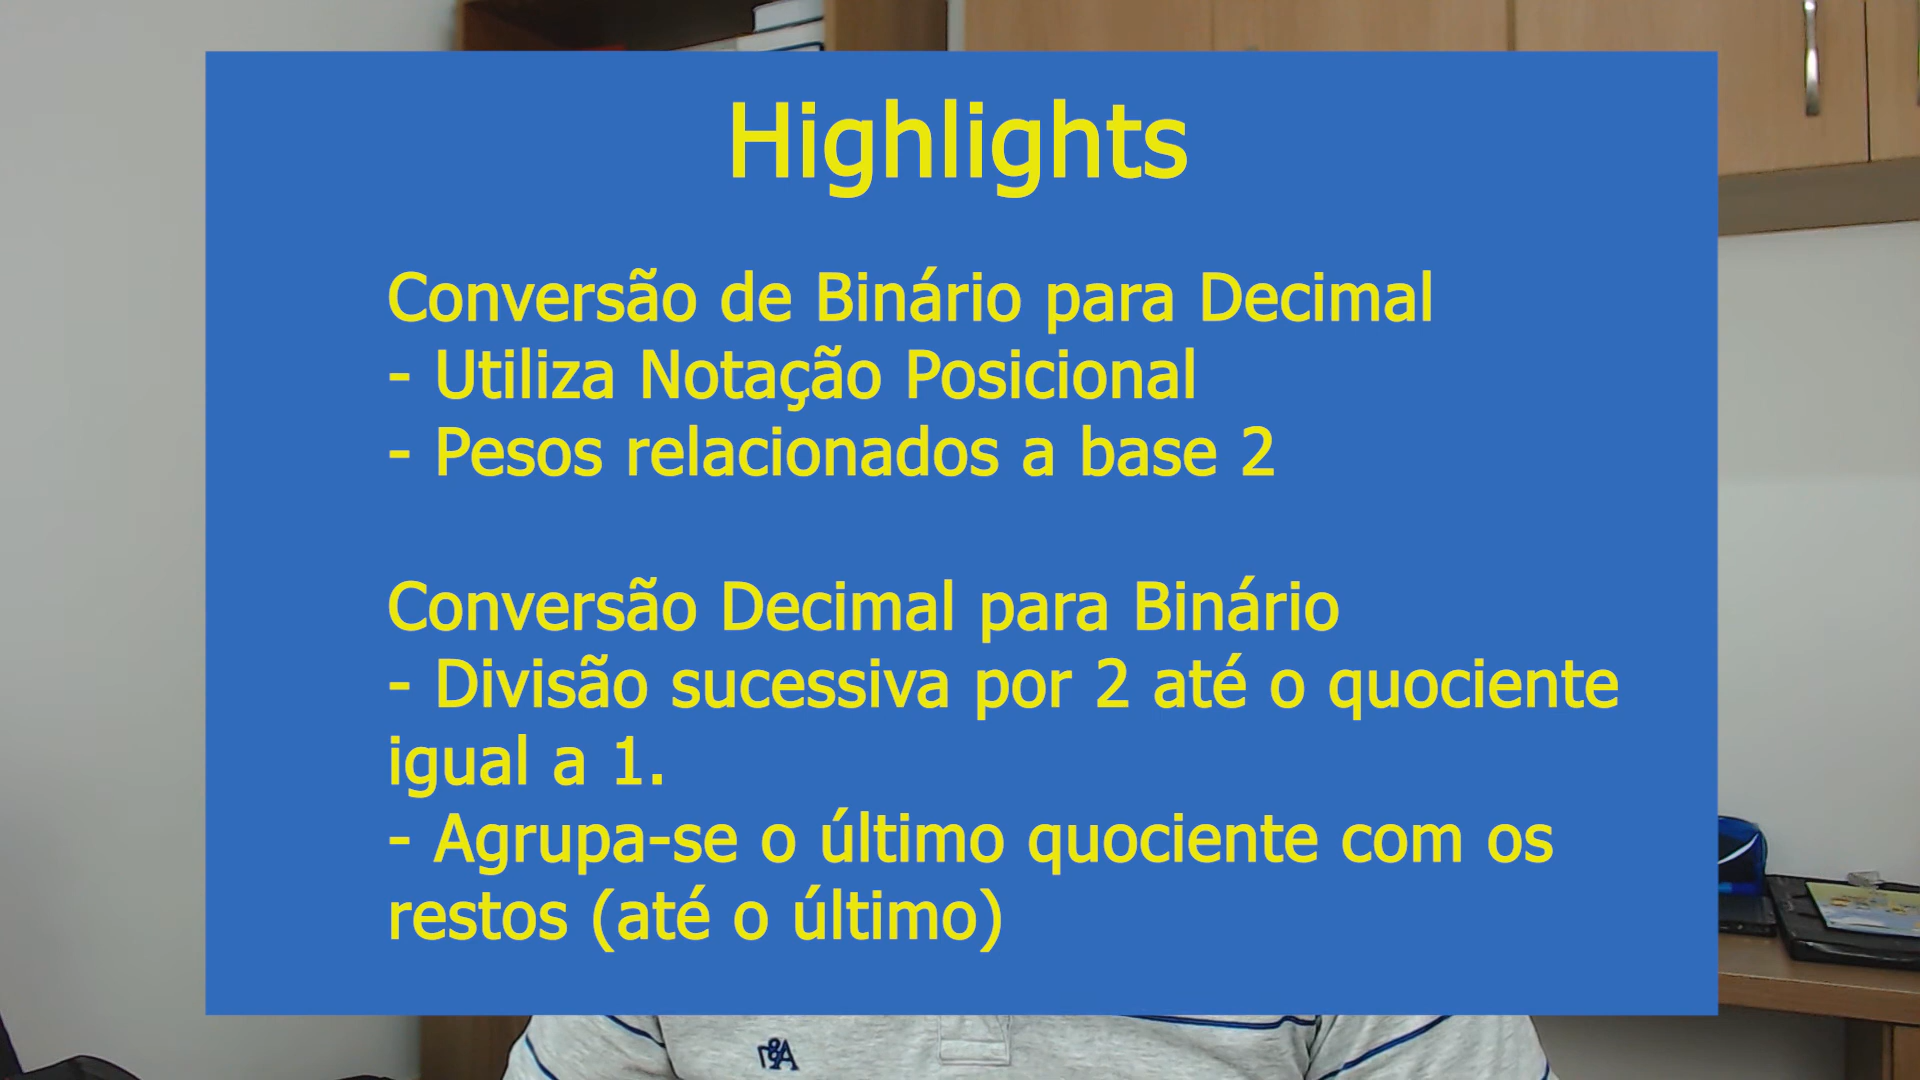 Highlights
Conversão de Binário para Decimal
- Utiliza Notação Posicional
- Pesos relacionados a base 2
Conversão Decimal para Binário
- Divisão sucessiva por 2 até o quociente
igual a 1.
- Agrupa-se o último quociente com os
restos (até o último)